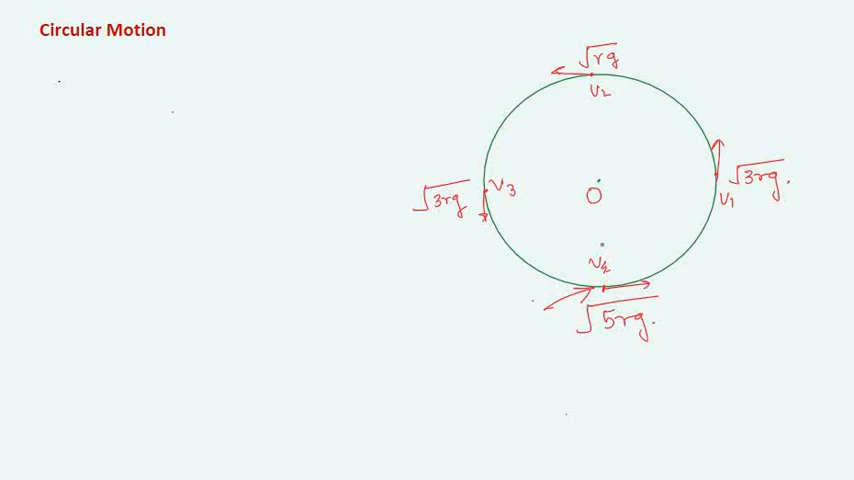 Circular Motion
√rg
V2
√3rg V3
√3rg.
V1
O
V4
√5rg.